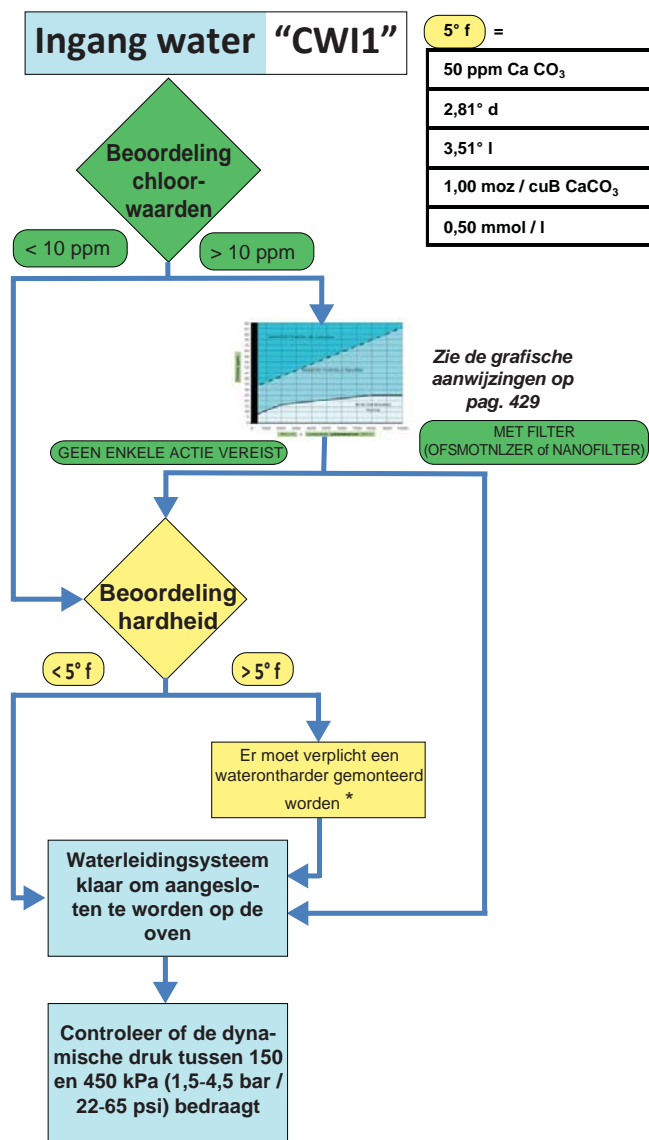 Ingang water “CWI1”
5° f =
50 ppm Ca CO₃
2,81° d
3,51° l
1,00 moz / cuB CaCO₃
0,50 mmol / l
Beoordeling
chloor-
waarden
< 10 ppm
> 10 ppm
Zie de grafische
aanwijzingen op
pag. 429
GEEN ENKELE ACTIE VEREIST
MET FILTER
(OFSMOTNLZER of NANOFILTER)
Beoordeling
hardheid
< 5° f
> 5° f
Er moet verplicht een
waterontharder gemonteerd
worden *
Waterleidingsysteem
klaar om aangeslo-
ten te worden op de
oven
Controleer of de dyna-
mische druk tussen 150
en 450 kPa (1,5-4,5 bar /
22-65 psi) bedraagt